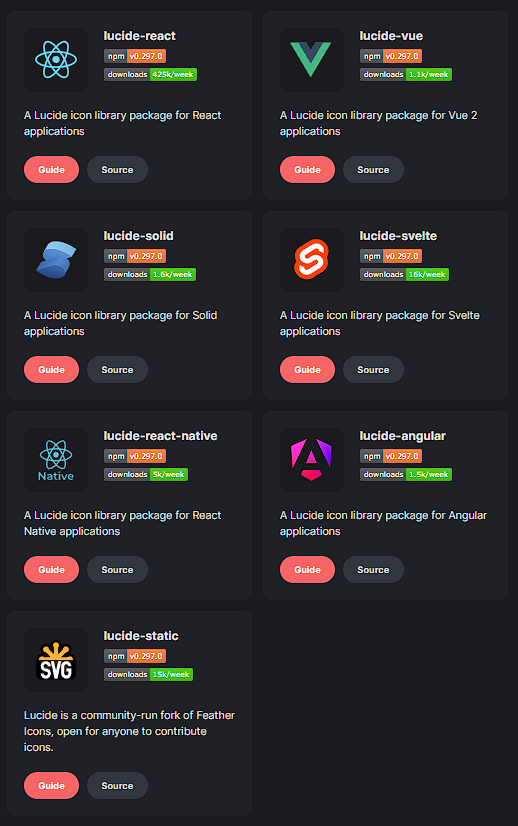 lucide-react
npm v0.297.0
downloads 425k/week
A Lucide icon library package for React
applications
Guide
Source
lucide-vue
npm v0.297.0
downloads 1.1k/week
A Lucide icon library package for Vue 2
applications
Guide
Source
lucide-solid
npm v0.297.0
downloads 1.6k/week
A Lucide icon library package for Solid
applications
Guide
Source
lucide-svelte
npm v0.297.0
downloads 16k/week
A Lucide icon library package for Svelte
applications
Guide
Source
Native
lucide-react-native
npm v0.297.0
downloads 5k/week
A Lucide icon library package for React
Native applications
Guide
Source
lucide-angular
npm v0.297.0
downloads 1.5k/week
A Lucide icon library package for Angular
applications
Guide
Source
SVG
lucide-static
npm v0.297.0
downloads 15k/week
Lucide is a community-run fork of Feather
Icons, open for anyone to contribute
icons.
Guide
Source